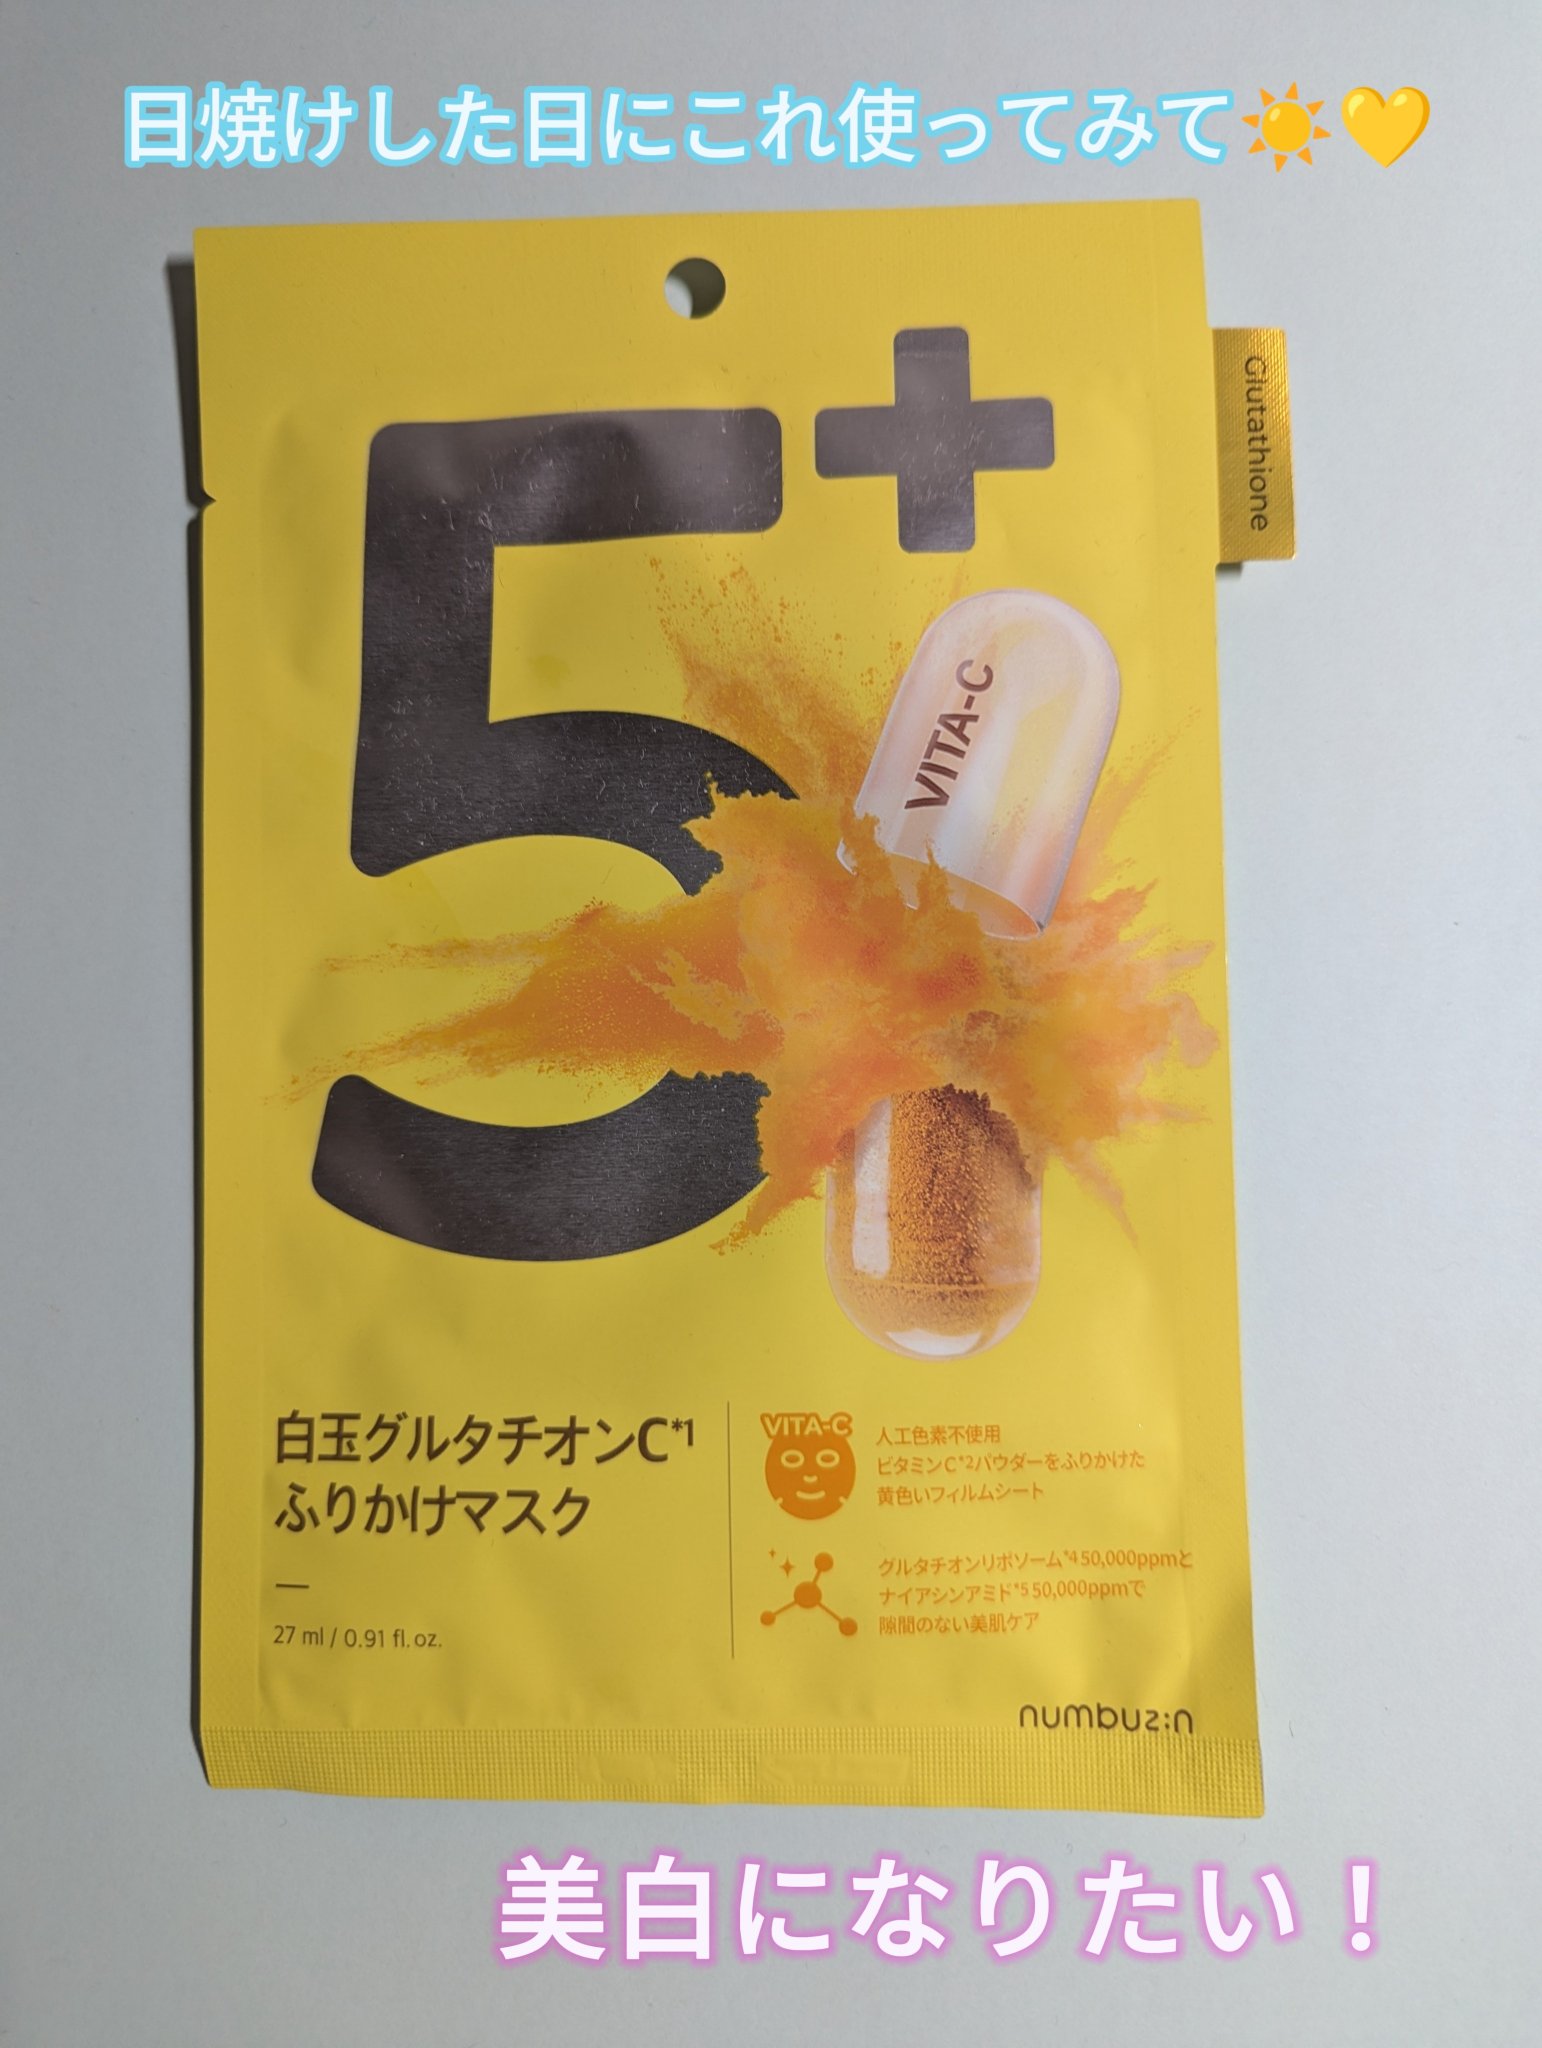 日焼けした日にこれ使ってみて☀️💛
5+
Glutathione
VITA-C
白玉グルタチオンC*1
ふりかけマスク
27 ml / 0.91 fl. oz.
VITA-C
人工色素不使用
ビタミンC*2パウダーをふりかけた
黄色いフィルムシート
グルタチオンリポソーム*4 50,000ppmと
ナイアシンアミド*5 50,000ppmで
隙間のない美肌ケア
numbuz:n
美白になりたい！